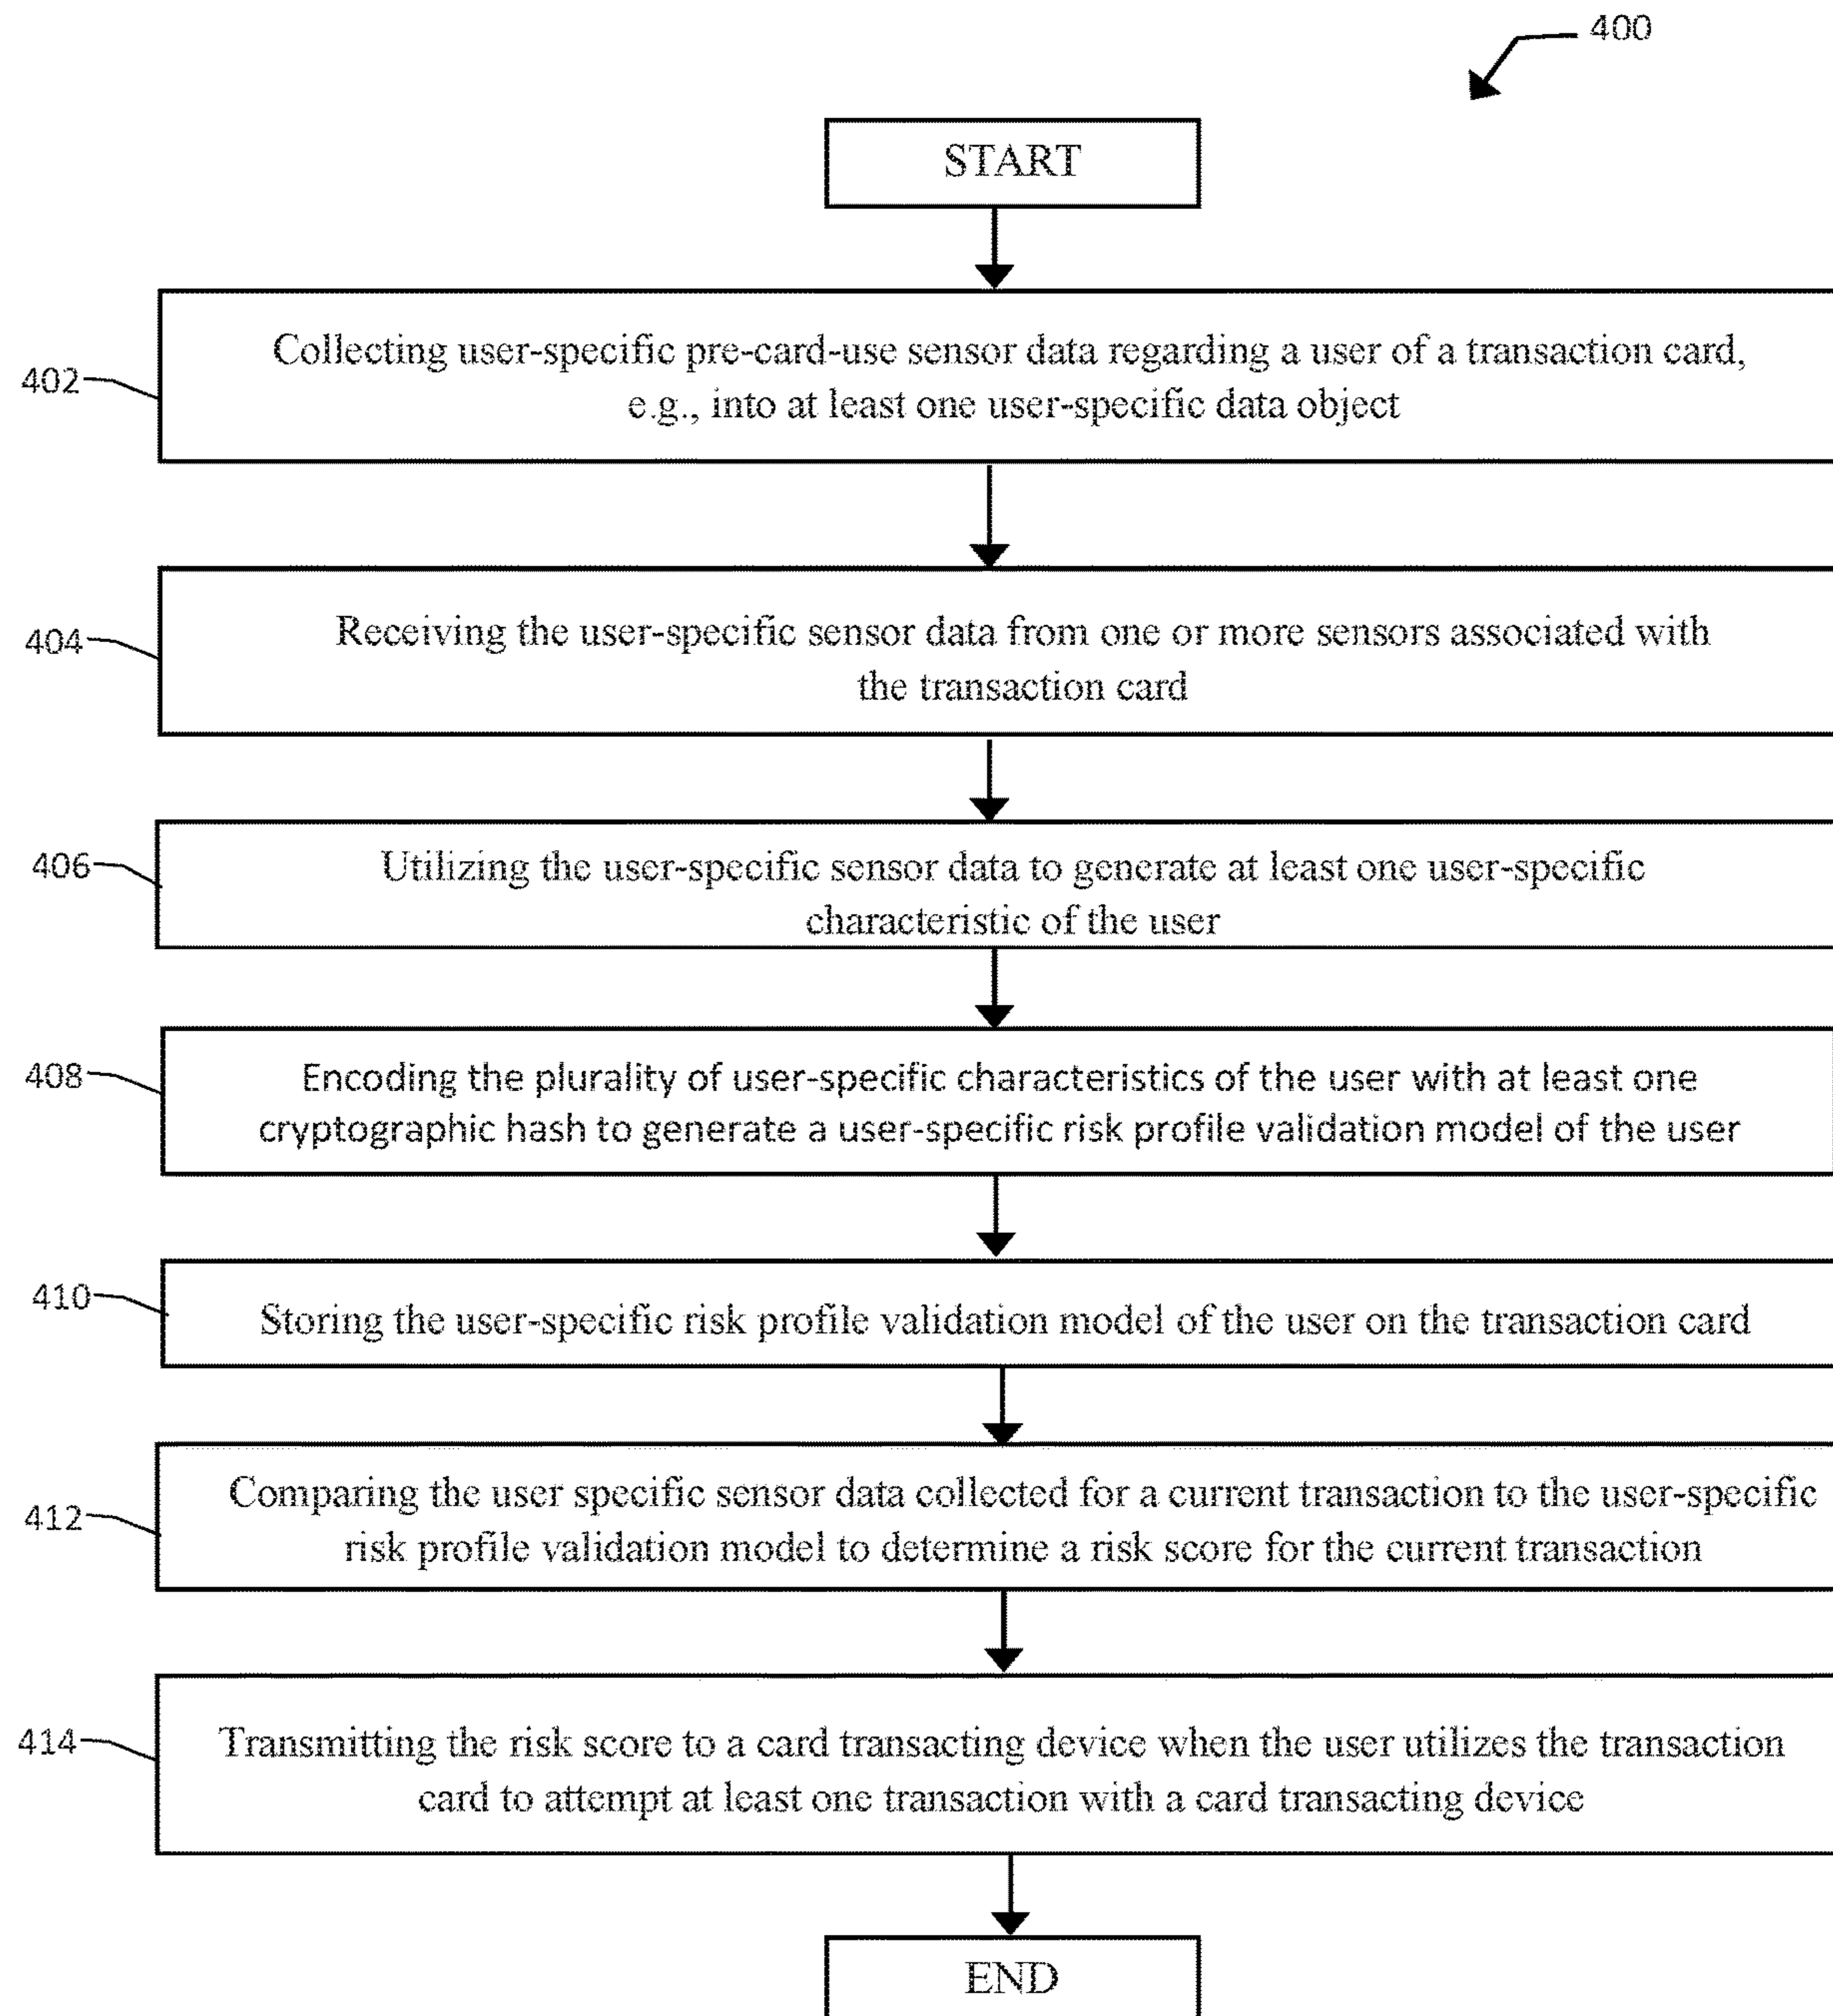 400
START
402
Collecting user-specific pre-card-use sensor data regarding a user of a transaction card,
e.g., into at least one user-specific data object
404
Receiving the user-specific sensor data from one or more sensors associated with
the transaction card
406
Utilizing the user-specific sensor data to generate at least one user-specific
characteristic of the user
408
Encoding the plurality of user-specific characteristics of the user with at least one
cryptographic hash to generate a user-specific risk profile validation model of the user
410
Storing the user-specific risk profile validation model of the user on the transaction card
412
Comparing the user specific sensor data collected for a current transaction to the user-specific
risk profile validation model to determine a risk score for the current transaction
414
Transmitting the risk score to a card transacting device when the user utilizes the transaction
card to attempt at least one transaction with a card transacting device
END